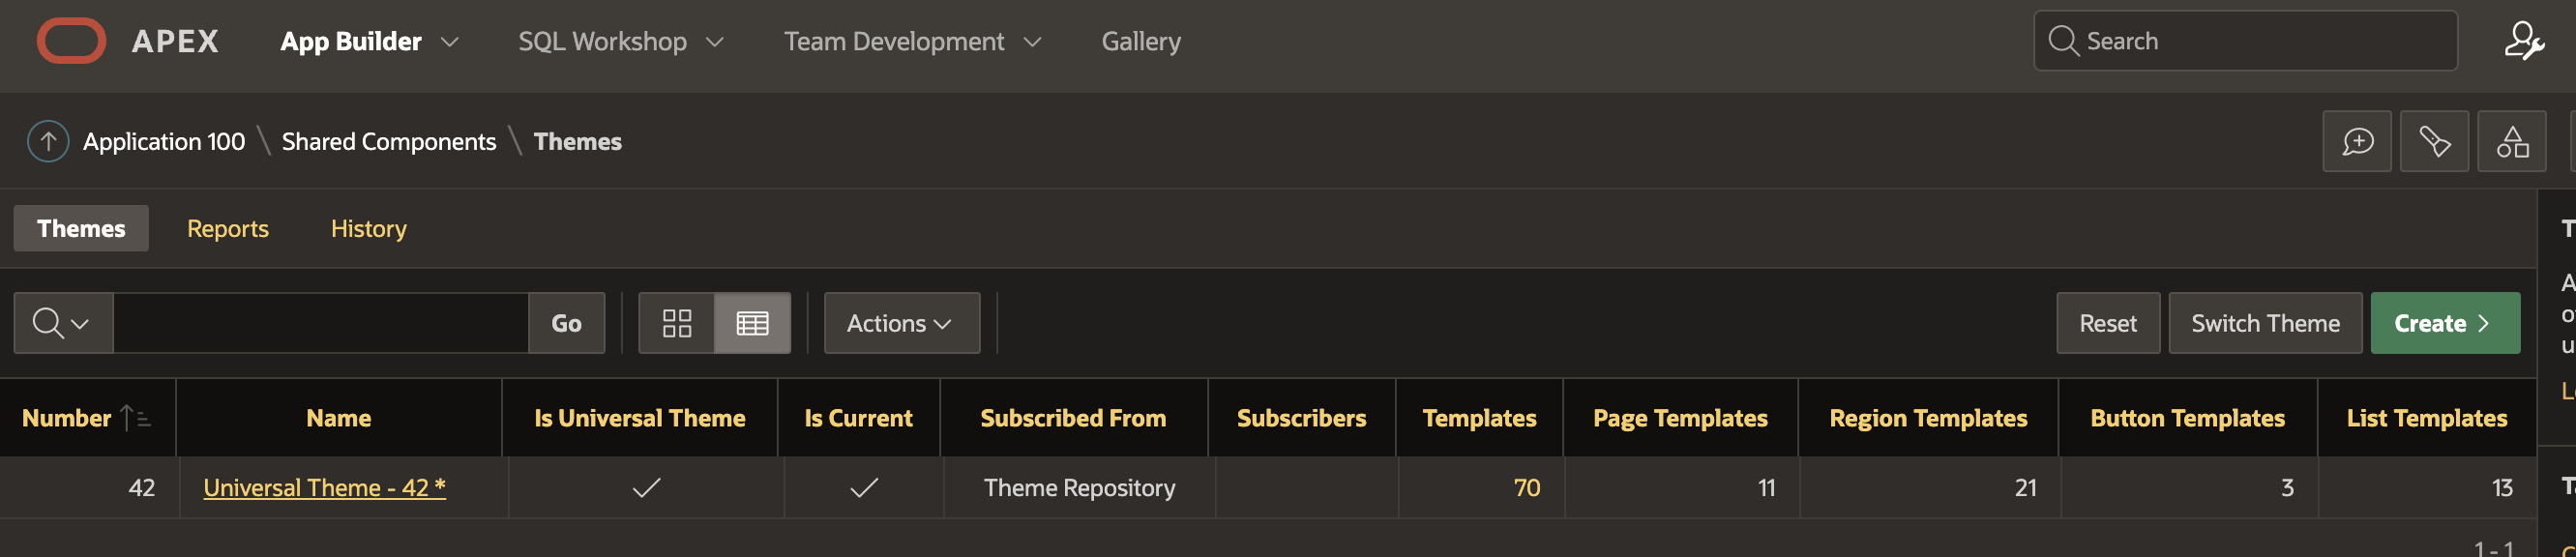 APEX App Builder SQL Workshop Team Development Gallery Search
Application 100 \ Shared Components \ Themes
Themes Reports History
Go Actions Reset Switch Theme Create
Number Name Is Universal Theme Is Current Subscribed From Subscribers Templates Page Templates Region Templates Button Templates List Templates
42 Universal Theme - 42 * Theme Repository 70 11 21 3 13
1 - 1